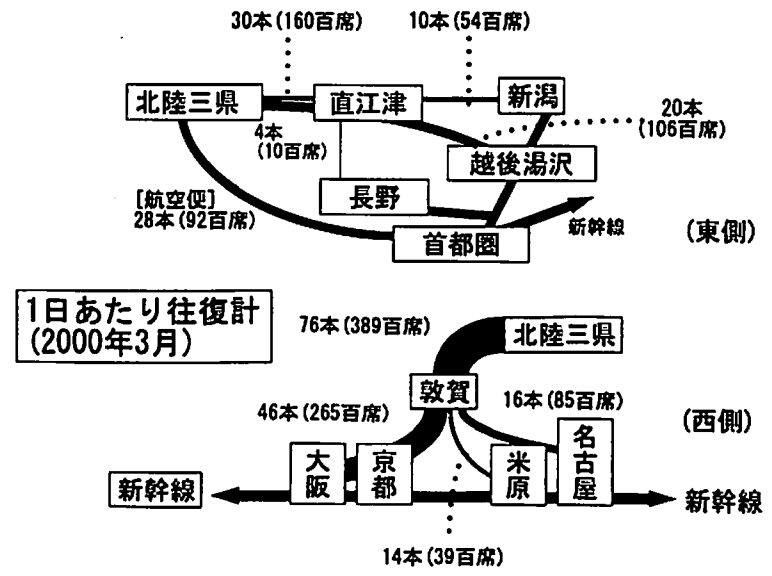 30本(160百席)
10本(54百席)
北陸三県
直江津
新潟
20本
(106百席)
4本
(10百席)
越後湯沢
長野
[航空便]
28本(92百席)
首都圏
新幹線
(東側)
1日あたり往復計
(2000年3月)
76本(389百席)
北陸三県
敦賀
46本(265百席)
16本(85百席)
(西側)
大阪
京都
米原
名古屋
新幹線
新幹線
14本(39百席)